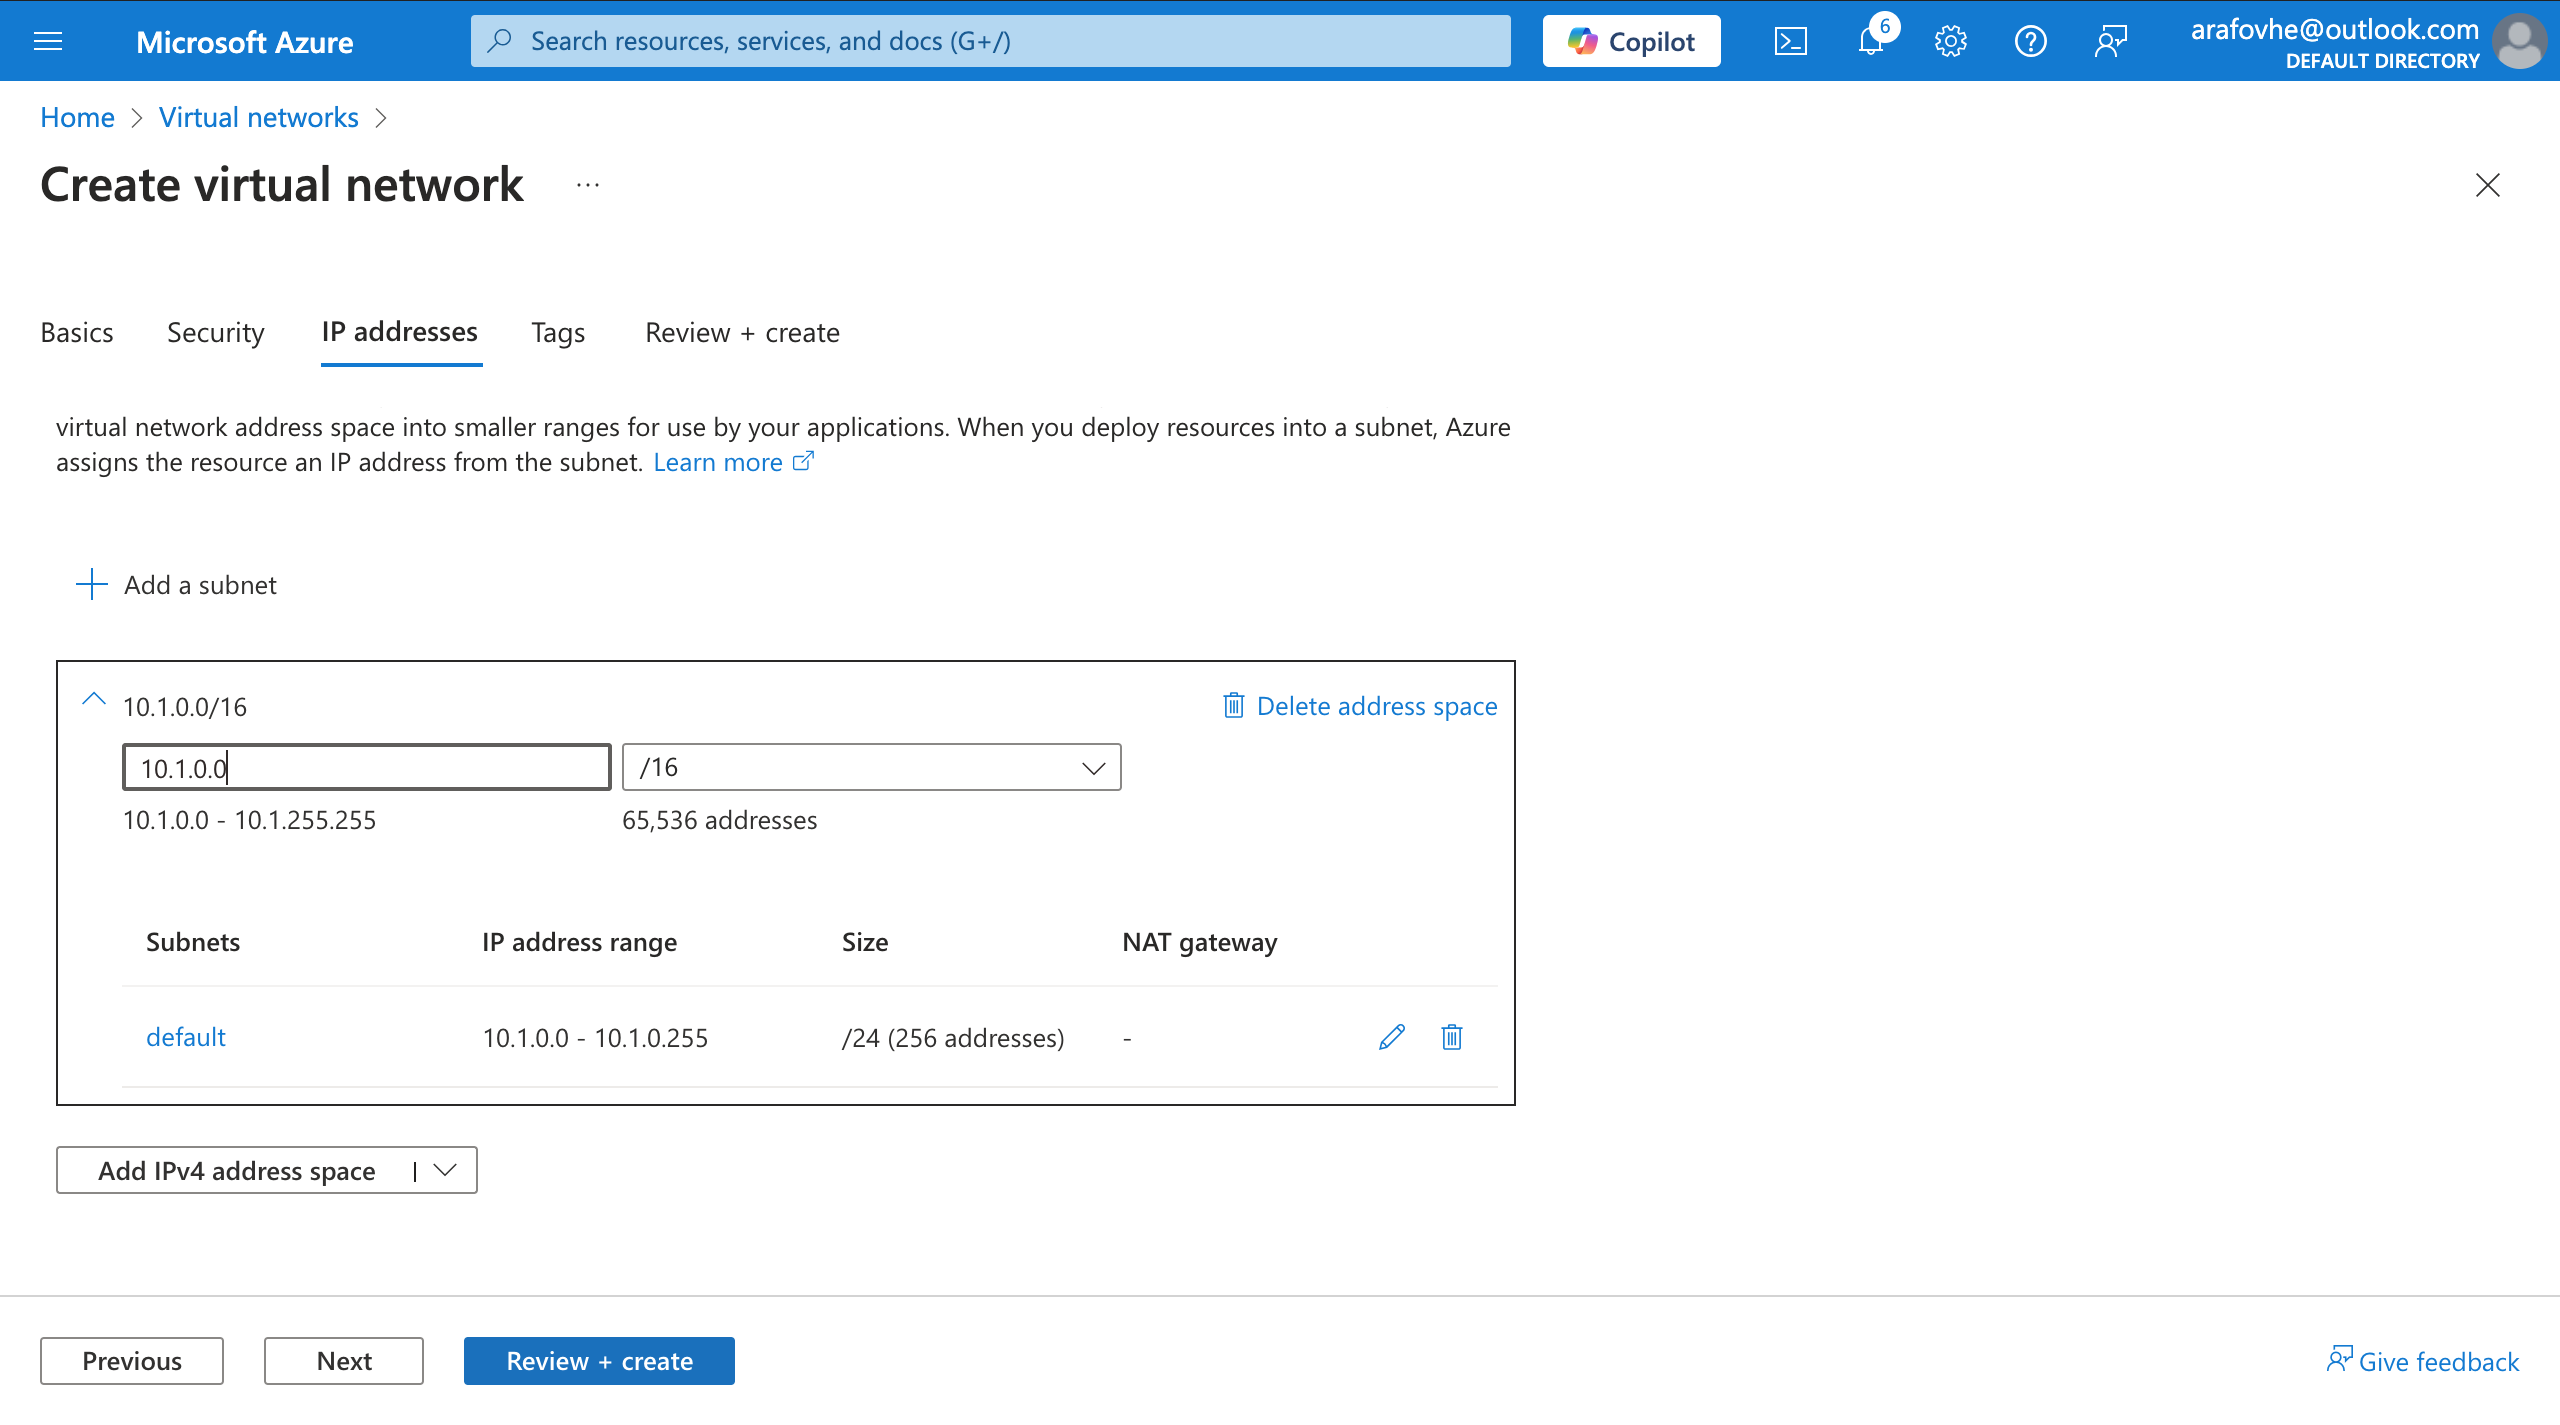 Microsoft Azure
Search resources, services, and docs (G+/)
Copilot
6
arafovhe@outlook.com
DEFAULT DIRECTORY
Home > Virtual networks >
Create virtual network ...
Basics Security IP addresses Tags Review + create
virtual network address space into smaller ranges for use by your applications. When you deploy resources into a subnet, Azure
assigns the resource an IP address from the subnet. Learn more
Add a subnet
10.1.0.0/16 Delete address space
10.1.0.0 /16
10.1.0.0 - 10.1.255.255 65,536 addresses
Subnets IP address range Size NAT gateway
default 10.1.0.0 - 10.1.0.255 /24 (256 addresses) -
Add IPv4 address space |
Previous Next Review + create Give feedback